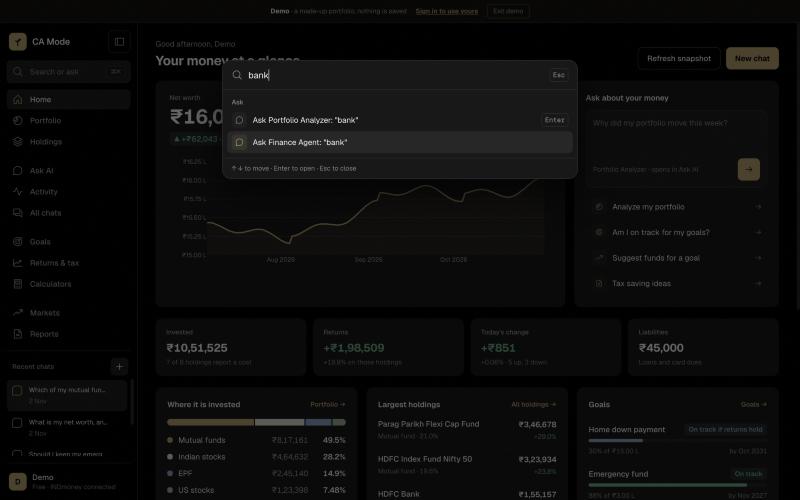 Demo · a made-up portfolio, nothing is saved Sign in to use yours Exit demo
CA Mode
Search or ask ⌘K
Home
Portfolio
Holdings
Ask AI
Activity
All chats
Goals
Returns & tax
Calculators
Markets
Reports
Recent chats +
Which of my mutual fun...
2 Nov
What is my net worth, an...
2 Nov
Should I keep my emerg
D Demo
Free · INDmoney connected
Good afternoon, Demo
Your money at a glance
Refresh snapshot
New chat
bank
Esc
Ask
Ask Portfolio Analyzer: "bank" Enter
Ask Finance Agent: "bank"
↑↓ to move · Enter to open · Esc to close
Net worth
₹16,0
▲ +₹62,043
₹16.25 L
₹16.00 L
₹15.75 L
₹15.50 L
₹15.25 L
₹15.00 L
Aug 2026 Sep 2026 Oct 2026
Ask about your money
Why did my portfolio move this week?
Portfolio Analyzer · opens in Ask AI →
Analyze my portfolio →
Am I on track for my goals? →
Suggest funds for a goal →
Tax saving ideas →
Invested
₹10,51,525
7 of 8 holdings report a cost
Returns
+₹1,98,509
+18.9% on those holdings
Today's change
+₹851
+0.06% · 5 up, 3 down
Liabilities
₹45,000
Loans and card dues
Where it is invested Portfolio →
Mutual funds ₹8,17,161 49.5%
Indian stocks ₹4,64,632 28.2%
EPF ₹2,45,140 14.9%
US stocks ₹1,23,398 7.48%
Largest holdings All holdings →
Parag Parikh Flexi Cap Fund ₹3,46,678
Mutual fund · 21.0% +29.0%
HDFC Index Fund Nifty 50 ₹3,23,934
Mutual fund · 19.6% +23.8%
HDFC Bank ₹1,55,157
Goals Goals →
Home down payment On track if returns hold
30% of ₹15.00 L by Oct 2031
Emergency fund On track
88% of ₹3.00 L by Nov 2027